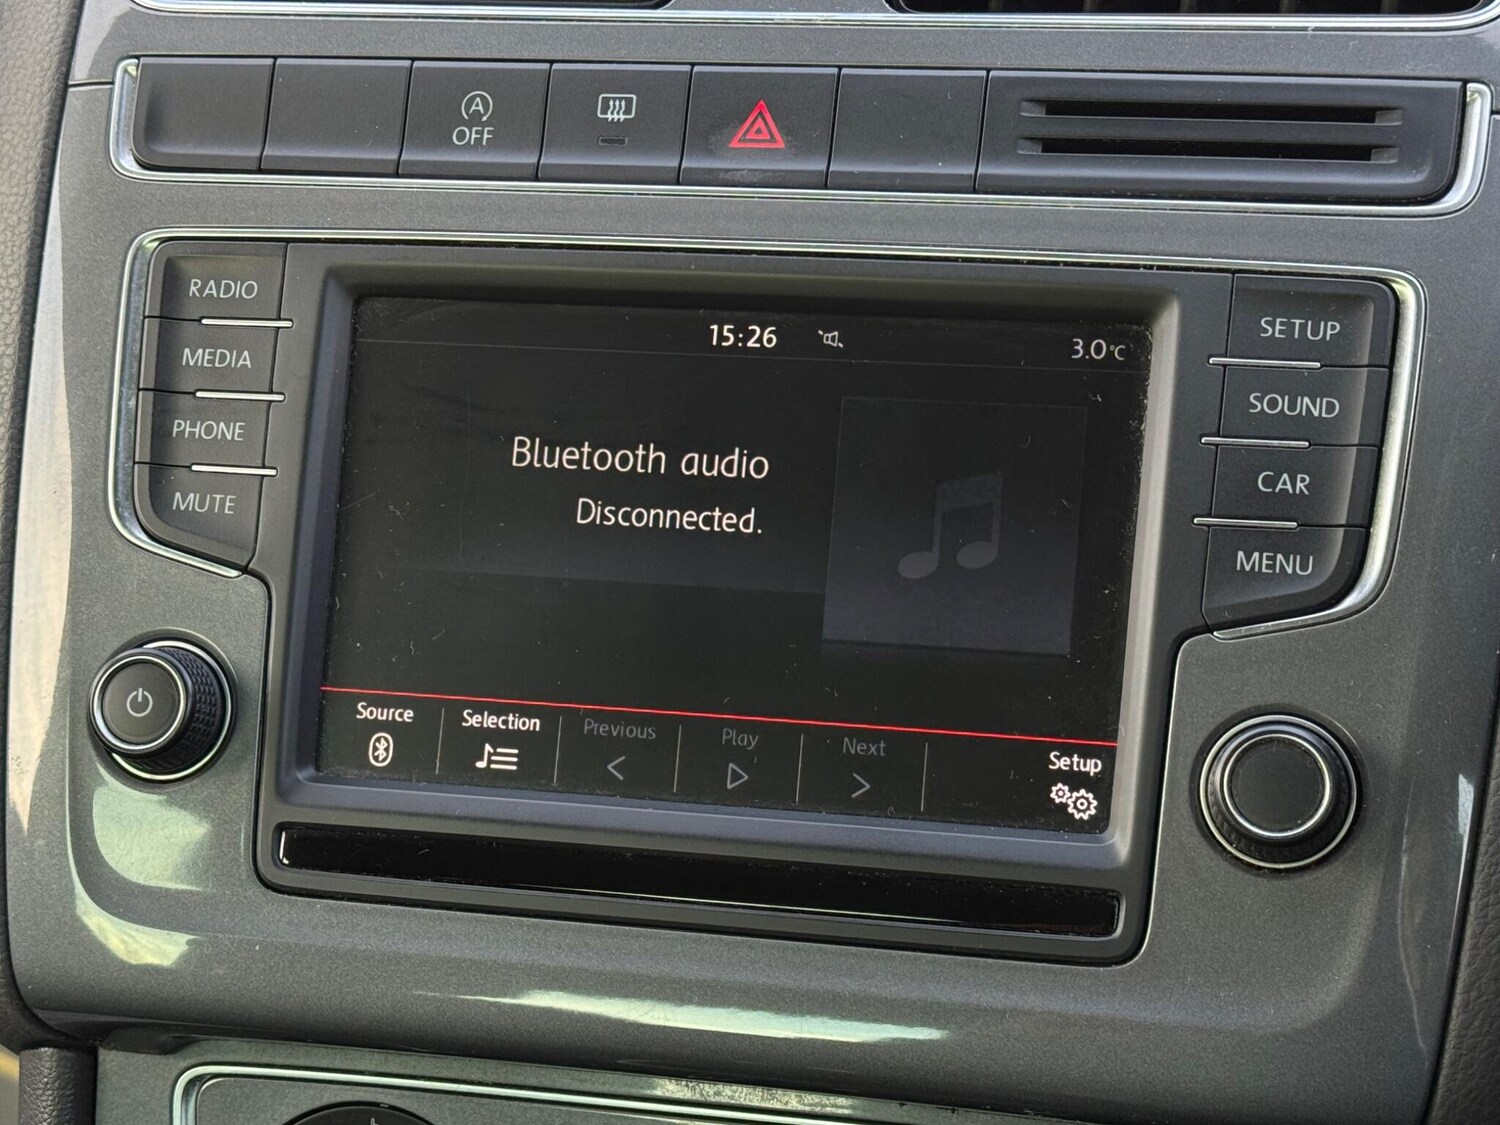 A
OFF
RADIO
MEDIA
PHONE
MUTE
15:26
3.0°C
Bluetooth audio
Disconnected.
Source
Selection
Previous
Play
Next
Setup
SETUP
SOUND
CAR
MENU